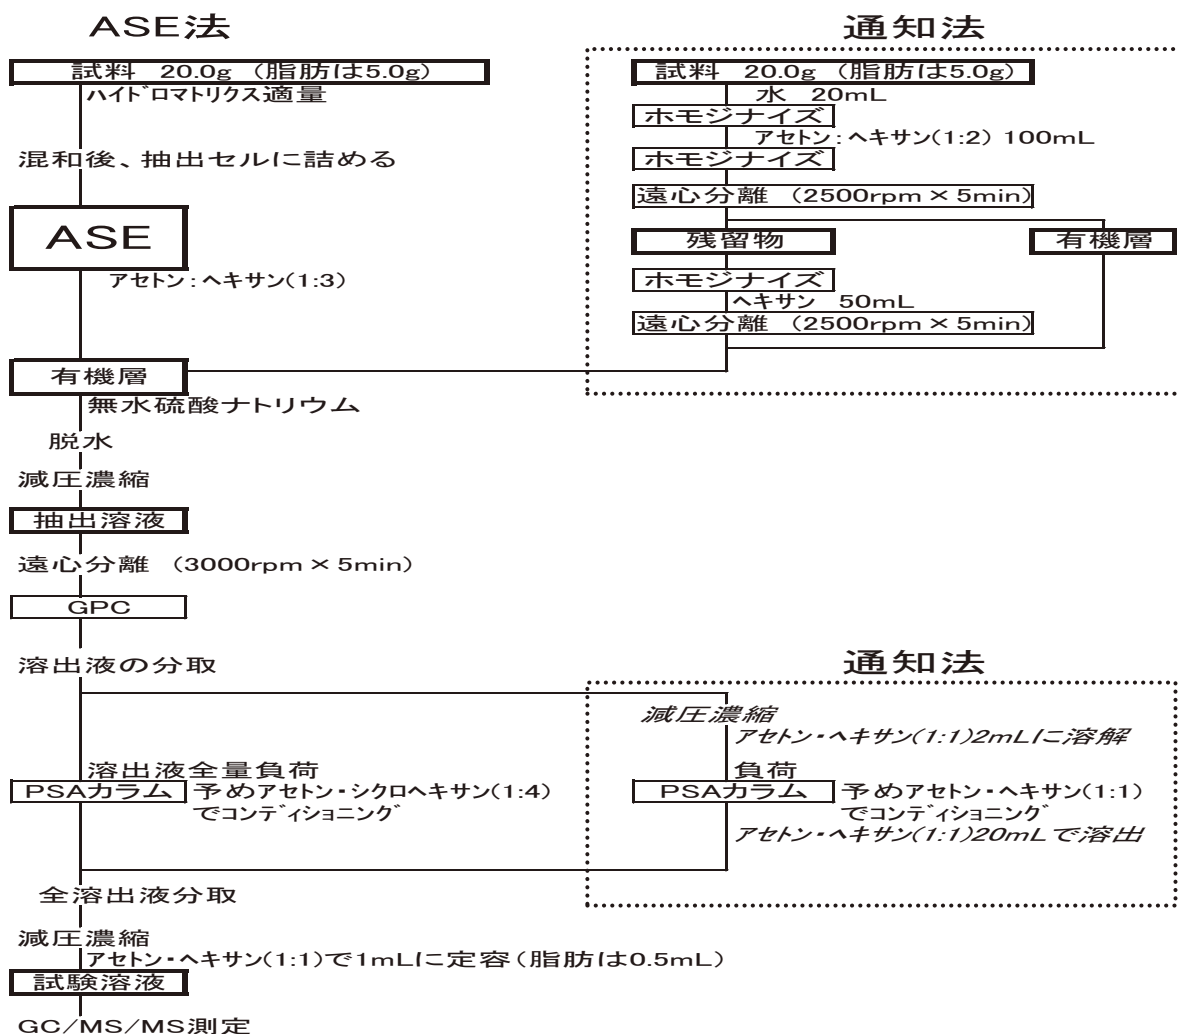 ASE法
試料 20.0g (脂肪は5.0g)
ハイドロマトリクス適量
混和後、抽出セルに詰める
ASE
アセトン:ヘキサン(1:3)
通知法
試料 20.0g (脂肪は5.0g)
水 20mL
ホモジナイズ
アセトン:ヘキサン(1:2) 100mL
ホモジナイズ
遠心分離 (2500rpm×5min)
残留物
有機層
ホモジナイズ
ヘキサン 50mL
遠心分離 (2500rpm×5min)
有機層
無水硫酸ナトリウム
脱水
減圧濃縮
抽出溶液
遠心分離 (3000rpm×5min)
GPC
溶出液の分取
溶出液全量負荷
PSAカラム 予めアセトン・シクロヘキサン(1:4)
でコンディショニング
通知法
減圧濃縮
アセトン・ヘキサン(1:1)2mLに溶解
負荷
PSAカラム 予めアセトン・ヘキサン(1:1)
でコンディショニング
アセトン・ヘキサン(1:1)20mLで溶出
全溶出液分取
減圧濃縮
アセトン・ヘキサン(1:1)で1mLに定容(脂肪は0.5mL)
試験溶液
GC/MS/MS測定